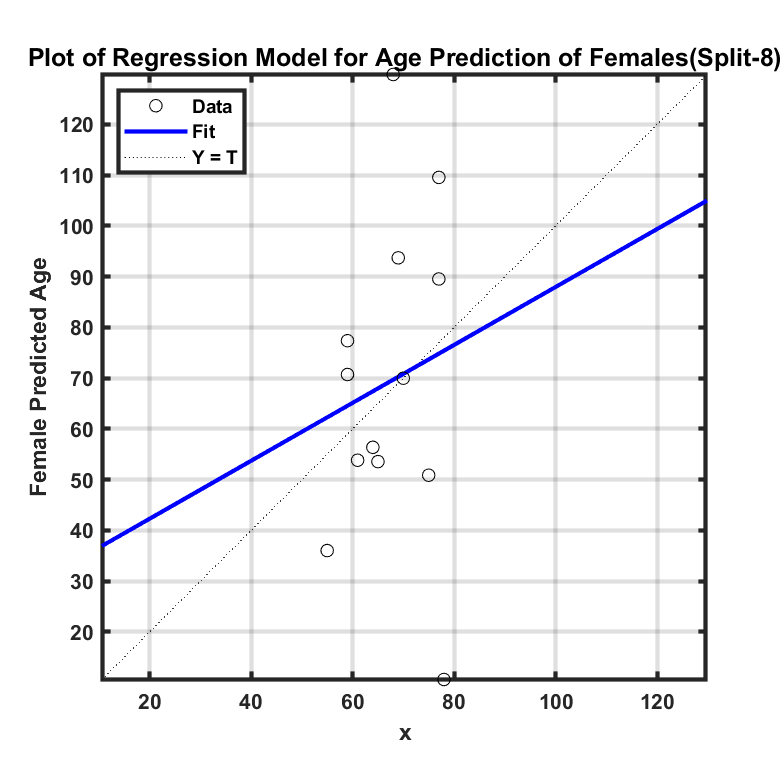 Plot of Regression Model for Age Prediction of Females(Split-8)
Data
Fit
Y = T
120
110
100
90
80
70
60
50
40
30
20
Female Predicted Age
20 40 60 80 100 120
x